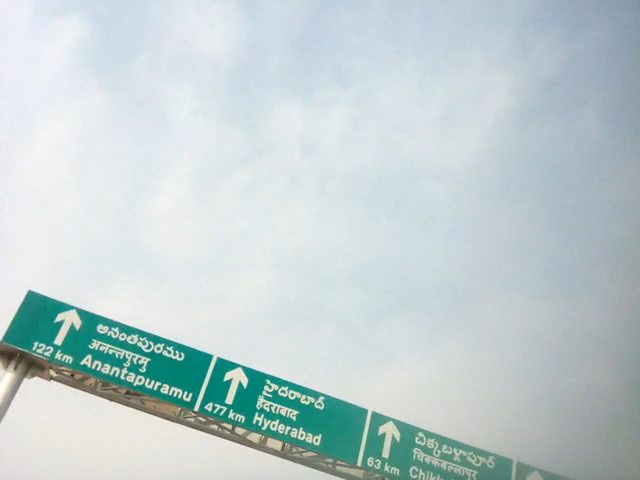 అనంతపురము
अनन्तपुरमु
122 km Anantapuramu
హైదరాబాద్
हैदराबाद
477 km Hyderabad
చిక్కబళ్లాపూర్
चिक्कबल्लापूर
63 km